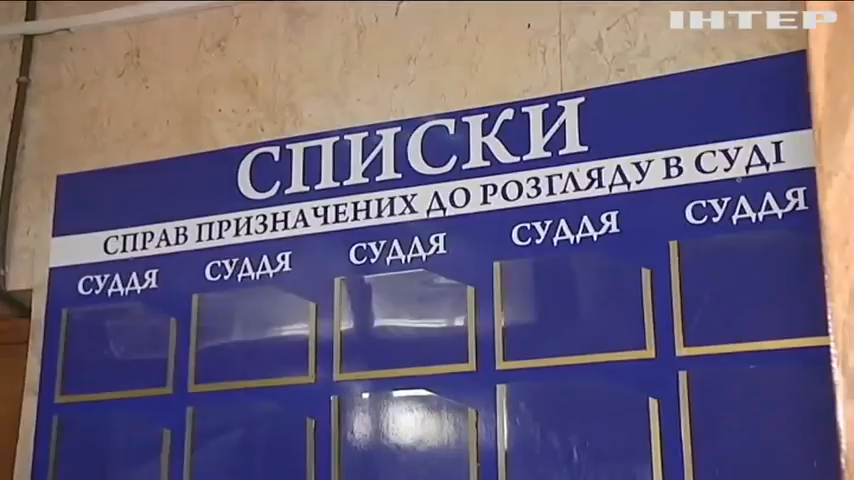 ІНТЕР
СПИСКИ
СПРАВ ПРИЗНАЧЕНИХ ДО РОЗГЛЯДУ В СУДІ
СУДДЯ СУДДЯ СУДДЯ СУДДЯ СУДДЯ